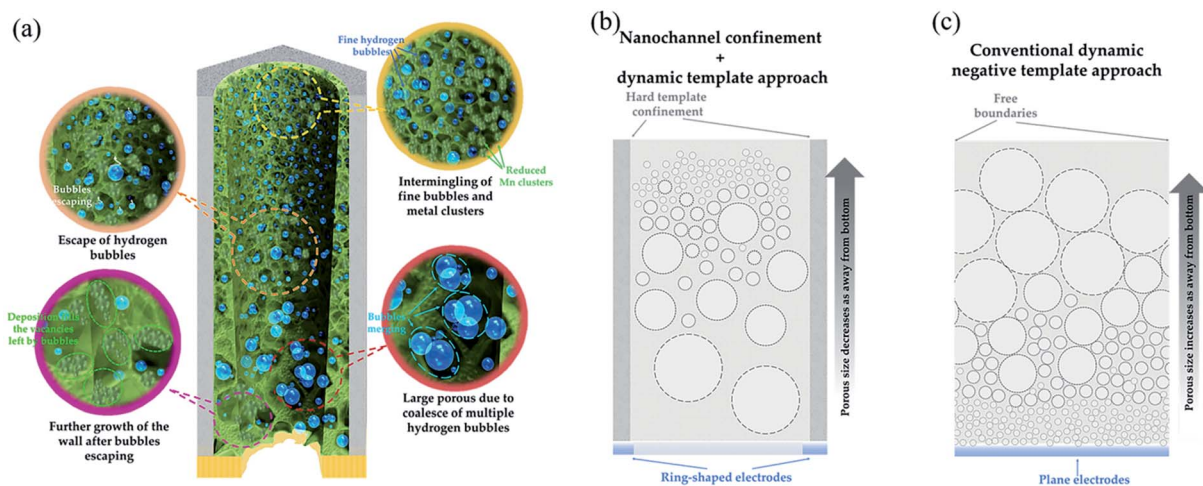 (a)
Fine hydrogen
bubbles
Reduced
Mn clusters
Intermingling of
fine bubbles and
metal clusters
Bubbles
escaping
Escape of hydrogen
bubbles
Deposition fills
the vacancies
left by bubbles
Further growth of the
wall after bubbles
escaping
Bubbles
merging
Large porous due to
coalesce of multiple
hydrogen bubbles
(b)
Nanochannel confinement
+
dynamic template approach
Hard template
confinement
Porous size decreases as away from bottom
Ring-shaped electrodes
(c)
Conventional dynamic
negative template approach
Free
boundaries
Porous size increases as away from bottom
Plane electrodes